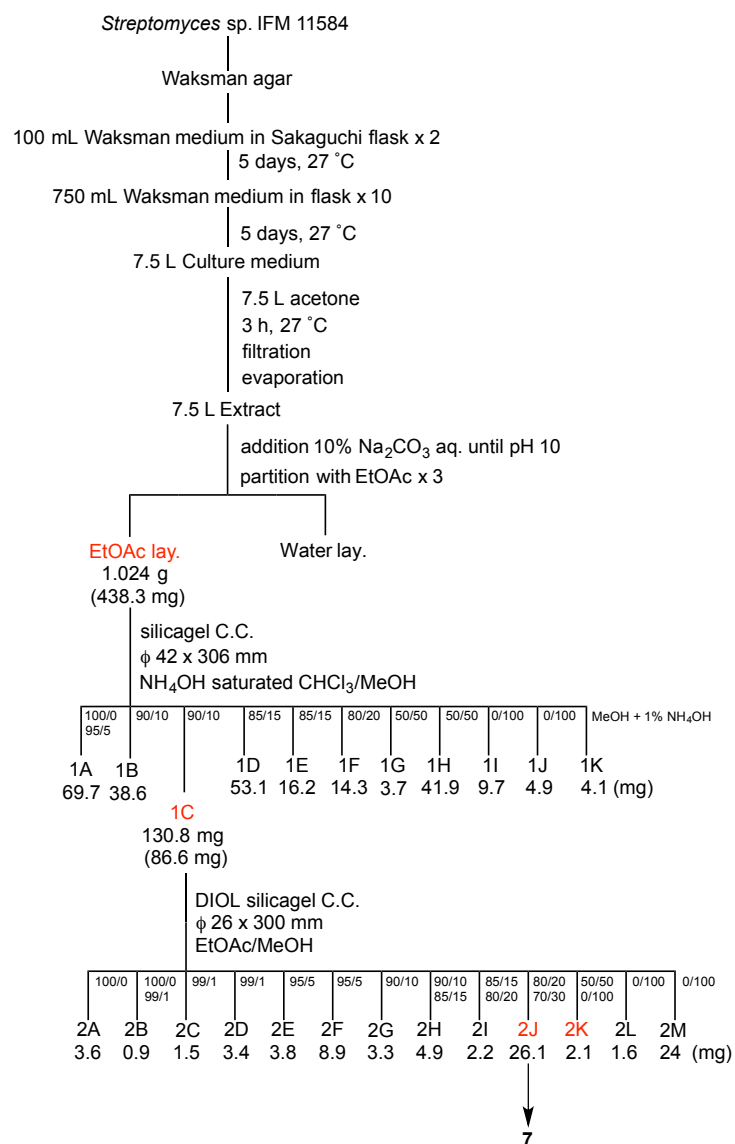 Streptomyces sp. IFM 11584
Waksman agar
100 mL Waksman medium in Sakaguchi flask x 2
5 days, 27 ˚C
750 mL Waksman medium in flask x 10
5 days, 27 ˚C
7.5 L Culture medium
7.5 L acetone
3 h, 27 ˚C
filtration
evaporation
7.5 L Extract
addition 10% Na2CO3 aq. until pH 10
partition with EtOAc x 3
EtOAc lay. Water lay.
1.024 g
(438.3 mg)
silicagel C.C.
ϕ 42 x 306 mm
NH4OH saturated CHCl3/MeOH
100/0 90/10 90/10 85/15 85/15 80/20 50/50 50/50 0/100 0/100 MeOH + 1% NH4OH
95/5
1A 1B 1D 1E 1F 1G 1H 1I 1J 1K
69.7 38.6 53.1 16.2 14.3 3.7 41.9 9.7 4.9 4.1 (mg)
1C
130.8 mg
(86.6 mg)
DIOL silicagel C.C.
ϕ 26 x 300 mm
EtOAc/MeOH
100/0 100/0 99/1 99/1 95/5 95/5 90/10 90/10 85/15 80/20 50/50 0/100 0/100
99/1 85/15 80/20 70/30 0/100
2A 2B 2C 2D 2E 2F 2G 2H 2I 2J 2K 2L 2M
3.6 0.9 1.5 3.4 3.8 8.9 3.3 4.9 2.2 26.1 2.1 1.6 24 (mg)
7